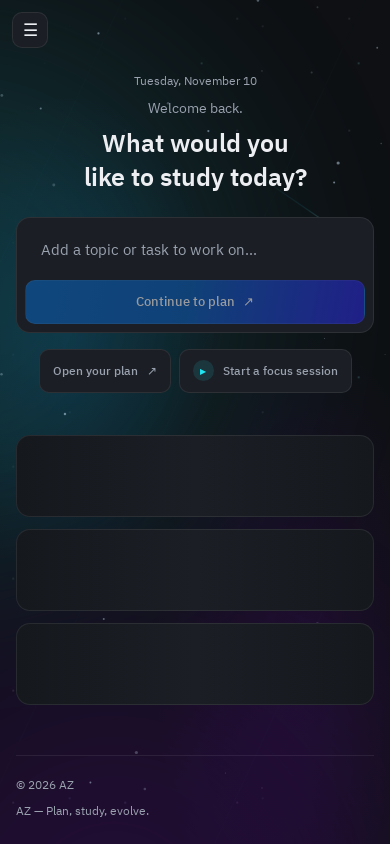 ☰
Tuesday, November 10
Welcome back.
What would you
like to study today?
Add a topic or task to work on...
Continue to plan ↗
Open your plan ↗
▶ Start a focus session
© 2026 AZ
AZ — Plan, study, evolve.